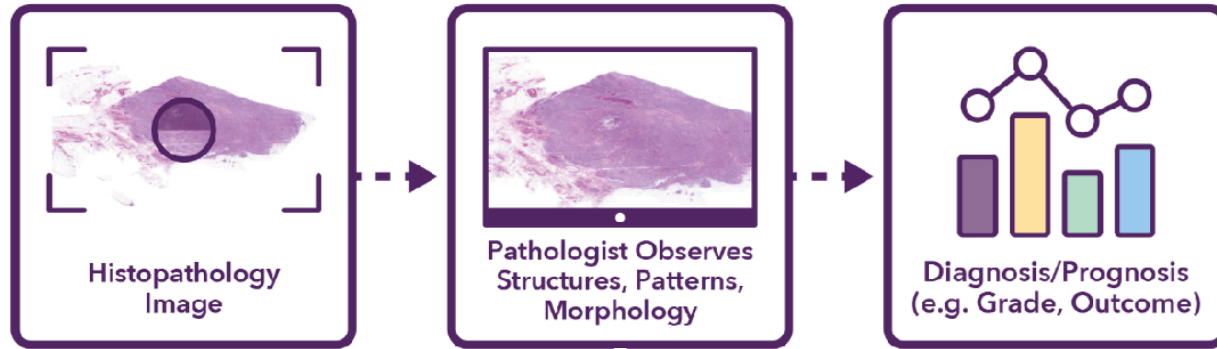 Histopathology
Image
Pathologist Observes
Structures, Patterns,
Morphology
Diagnosis/Prognosis
(e.g. Grade, Outcome)